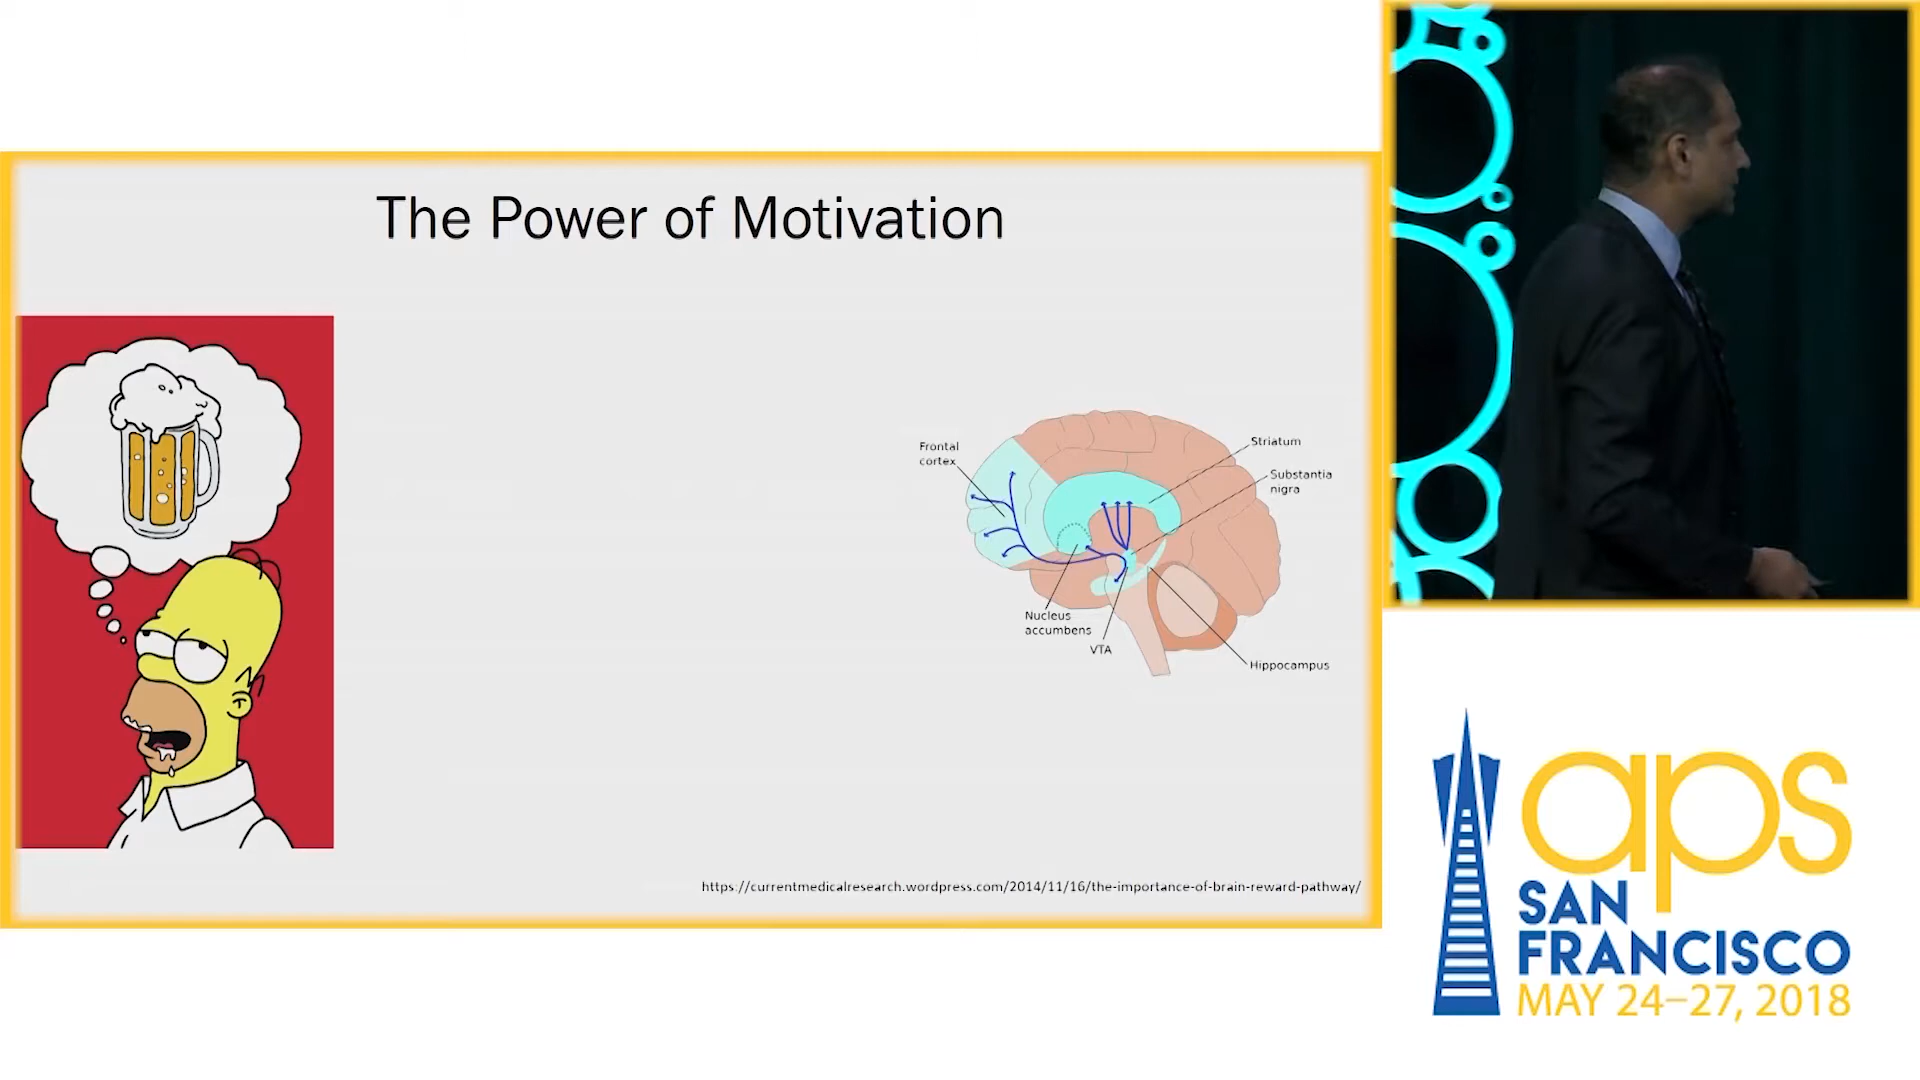 The Power of Motivation
Frontal
cortex
Striatum
Substantia
nigra
Nucleus
accumbens
VTA
Hippocampus
https://currentmedicalresearch.wordpress.com/2014/11/16/the-importance-of-brain-reward-pathway/
aps
SAN
FRANCISCO
MAY 24–27, 2018